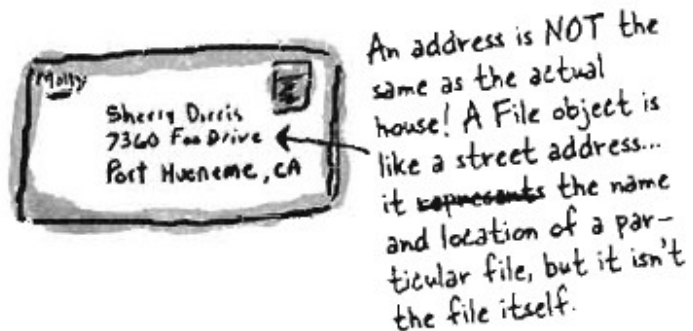 Molly
Sherry Dorris
7360 Foo Drive
Port Hueneme, CA
An address is NOT the
same as the actual
house! A File object is
like a street address...
it represents the name
and location of a par-
ticular file, but it isn't
the file itself.